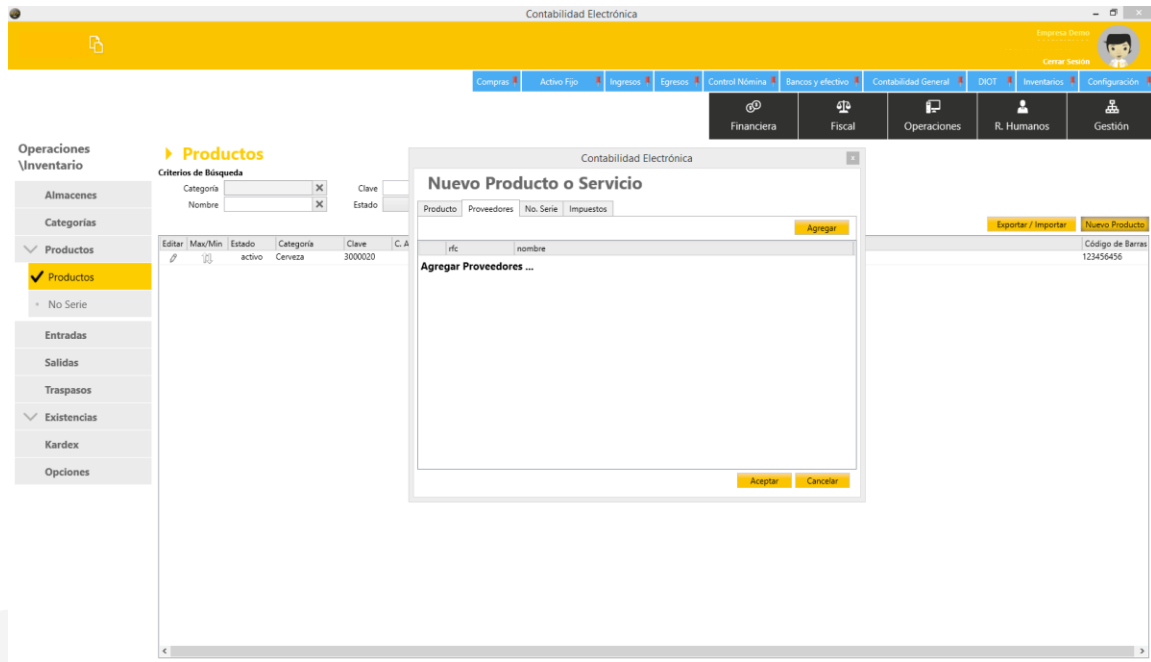 Contabilidad Electrónica
Empresa Demo
Cerrar Sesión
Compras Activo Fijo Ingresos Egresos Control Nómina Bancos y efectivo Contabilidad General DIOT Inventarios Configuración
Financiera Fiscal Operaciones R. Humanos Gestión
Operaciones
\Inventario
Almacenes
Categorías
Productos
Productos
No Serie
Entradas
Salidas
Traspasos
Existencias
Kardex
Opciones
Productos
Criterios de Búsqueda
Categoría Clave
Nombre Estado
Exportar / Importar Nuevo Producto
Editar Max/Min Estado Categoría Clave C. A Código de Barras
activo Cerveza 3000020 123456456
Contabilidad Electrónica
Nuevo Producto o Servicio
Producto Proveedores No. Serie Impuestos
Agregar
rfc nombre
Agregar Proveedores ...
Aceptar Cancelar